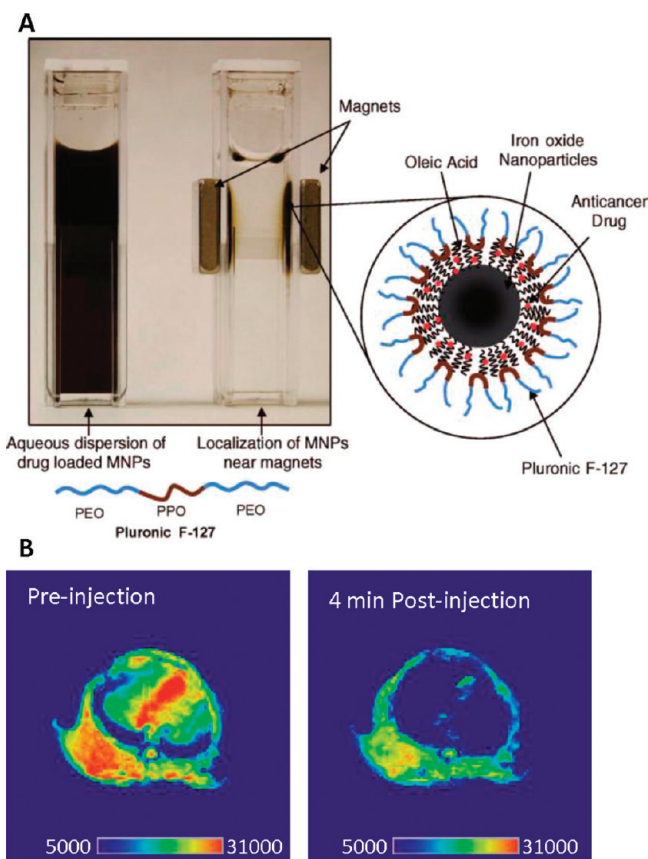 A
Magnets
Iron oxide
Nanoparticles
Oleic Acid
Anticancer
Drug
Aqueous dispersion of
drug loaded MNPs
Localization of MNPs
near magnets
Pluronic F-127
PEO
PPO
PEO
Pluronic F-127
B
Pre-injection
4 min Post-injection
5000
31000
5000
31000